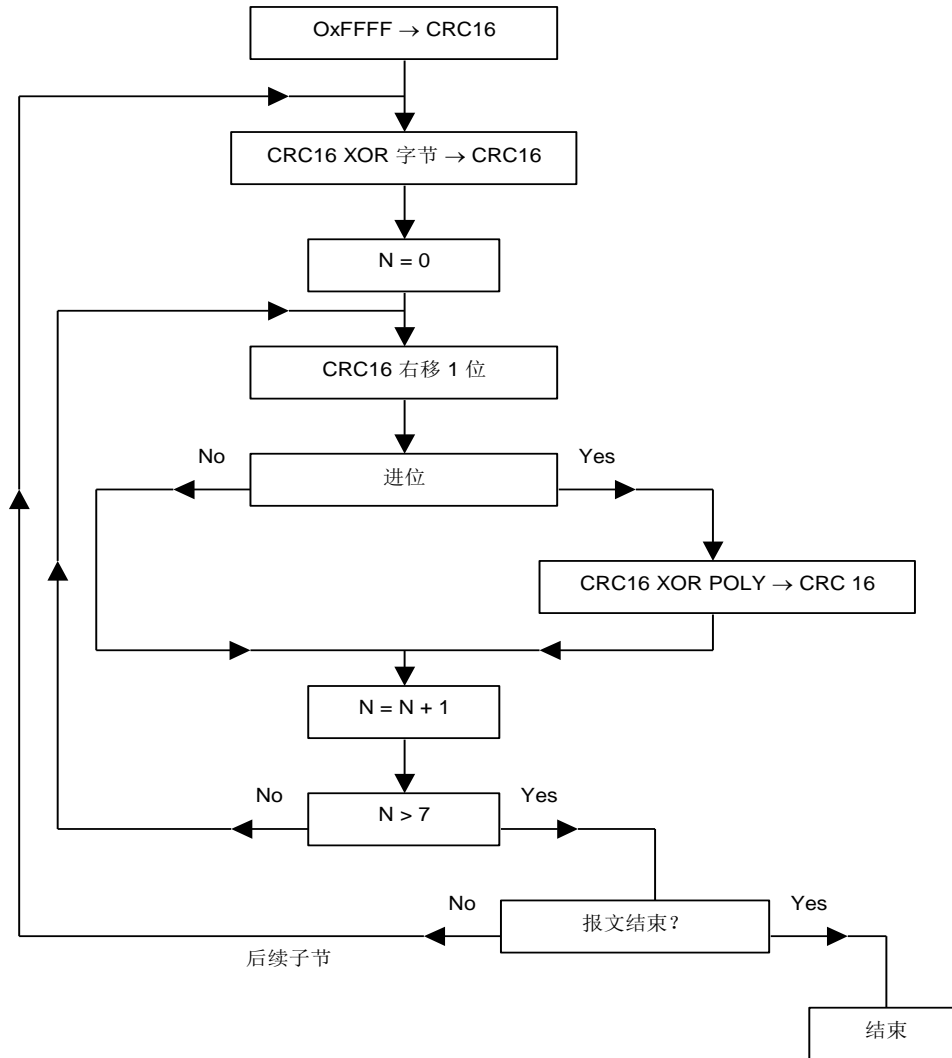 OxFFFF → CRC16
CRC16 XOR 字节 → CRC16
N = 0
CRC16 右移 1 位
No
Yes
进位
CRC16 XOR POLY → CRC 16
N = N + 1
No
Yes
N > 7
No
Yes
报文结束？
后续子节
结束